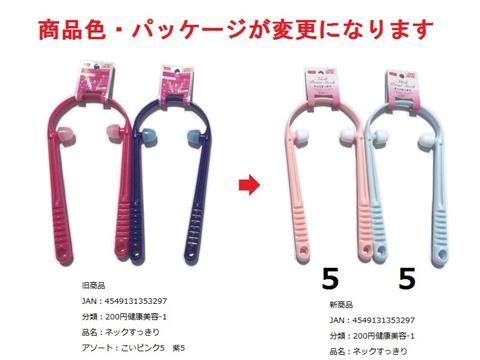 商品色・パッケージが変更になります
5 5
旧商品
JAN：4549131353297
分類：200円健康美容-1
品名：ネックすっきり
アソート：こいピンク5　紫5
新商品
JAN：4549131353297
分類：200円健康美容-1
品名：ネックすっきり